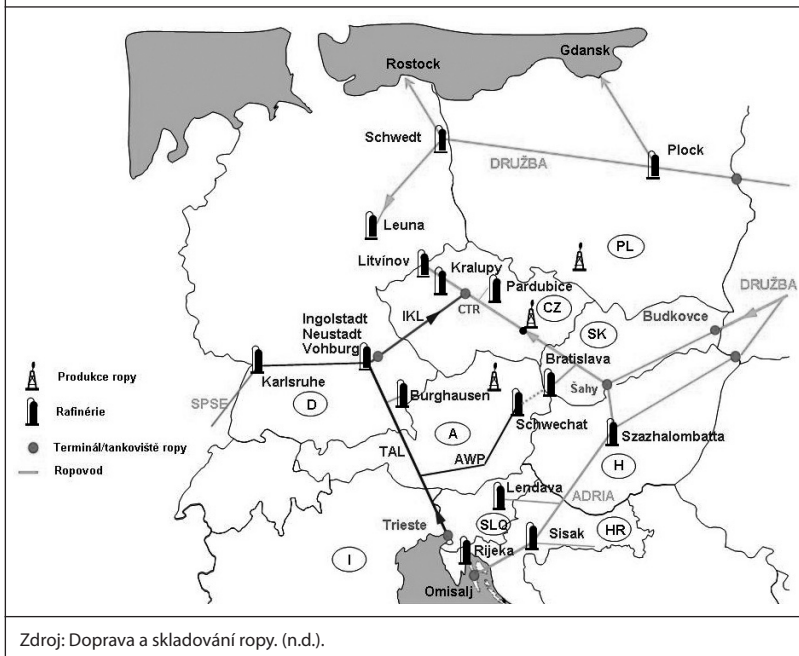 Gdansk
Rostock
Schwedt
DRUŽBA
Plock
Leuna
PL
Litvínov
Kralupy
Pardubice
DRUŽBA
CZ
IKL
CTR
SK
Budkovce
Ingolstadt
Neustadt
Vohburg
Bratislava
Šahy
Karlsruhe
Burghausen
SPSE
D
Schwechat
Szazhalombatta
A
TAL
AWP
H
Lendava
ADRIA
Trieste
SLO
Sisak
HR
I
Rijeka
Omisalj
Produkce ropy
Rafinérie
Terminál/tankoviště ropy
Ropovod
Zdroj: Doprava a skladování ropy. (n.d.).